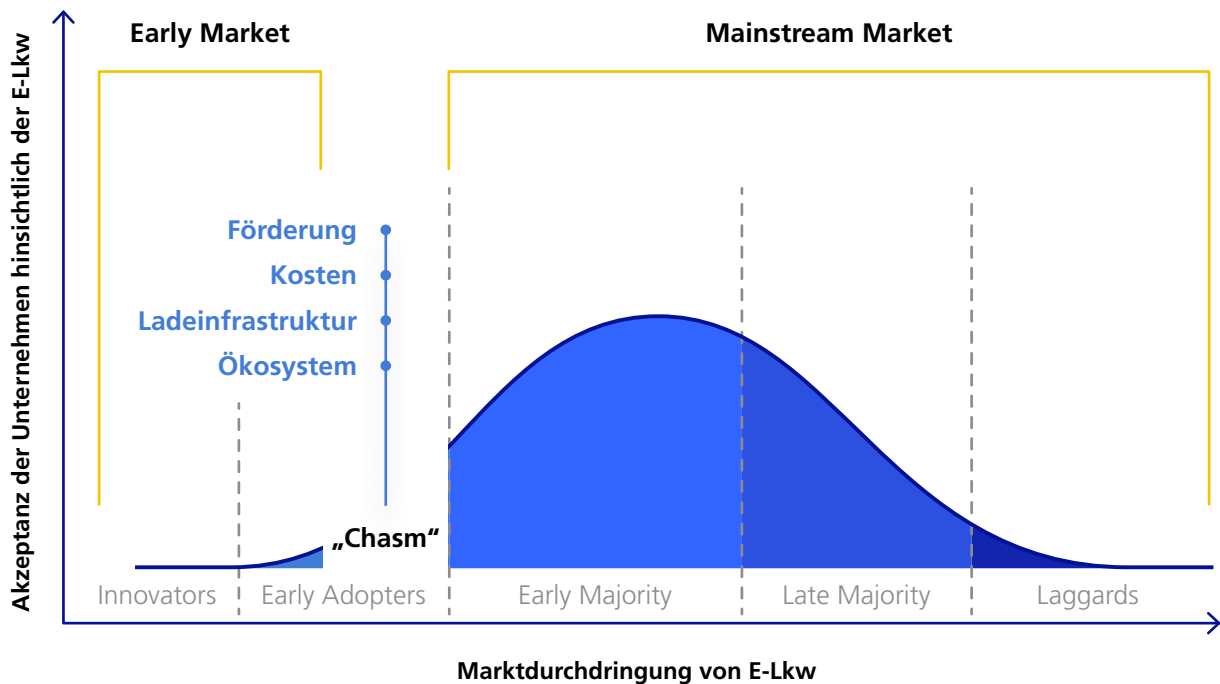 Early Market
Mainstream Market
Akzeptanz der Unternehmen hinsichtlich der E-Lkw
Förderung
Kosten
Ladeinfrastruktur
Ökosystem
„Chasm“
Innovators
Early Adopters
Early Majority
Late Majority
Laggards
Marktdurchdringung von E-Lkw